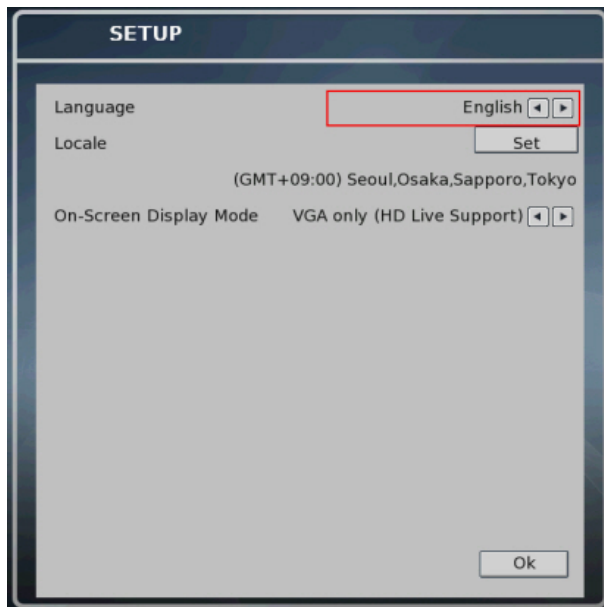 SETUP
Language English
Locale Set
(GMT+09:00) Seoul,Osaka,Sapporo,Tokyo
On-Screen Display Mode VGA only (HD Live Support)
Ok